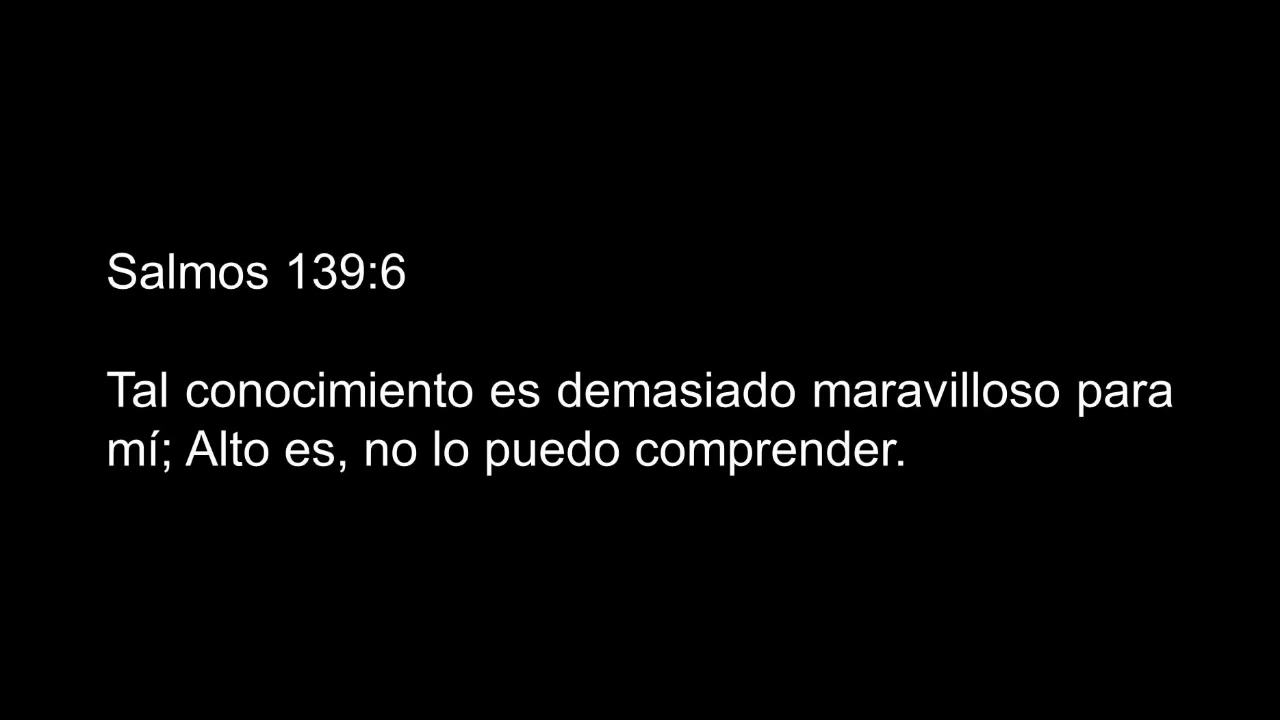 Salmos 139:6
Tal conocimiento es demasiado maravilloso para
mí; Alto es, no lo puedo comprender.